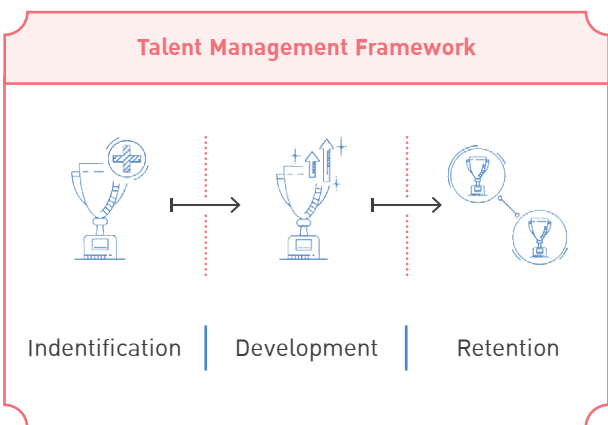 Talent Management Framework
Indentification
Development
Retention